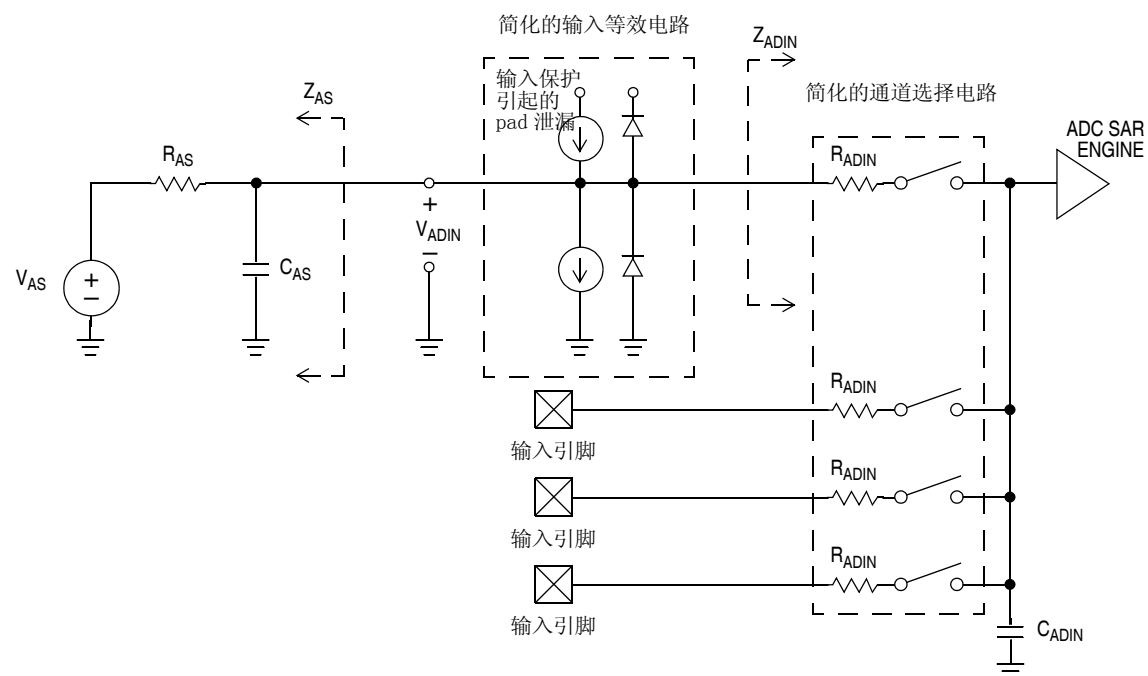 简化的输入等效电路
Z_ADIN
输入保护
引起的
pad 泄漏
简化的通道选择电路
Z_AS
ADC SAR
ENGINE
R_AS
R_ADIN
+
V_ADIN
−
V_AS
+
−
C_AS
R_ADIN
输入引脚
R_ADIN
输入引脚
R_ADIN
输入引脚
C_ADIN